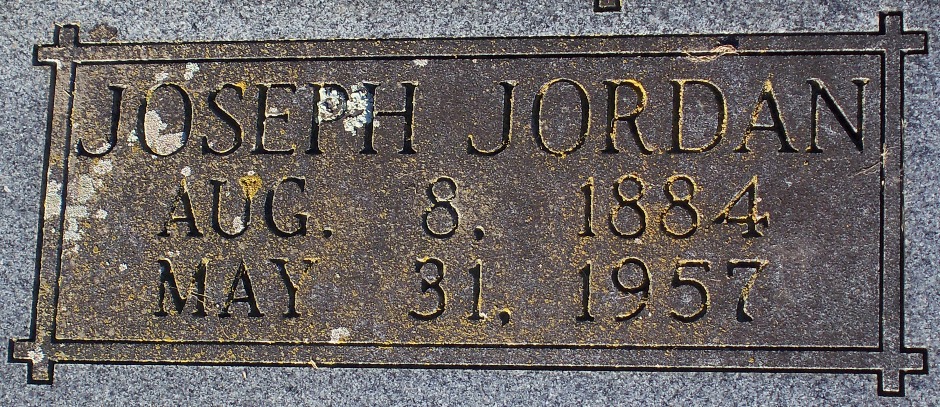 JOSEPH JORDAN
AUG. 8, 1884
MAY 31, 1957